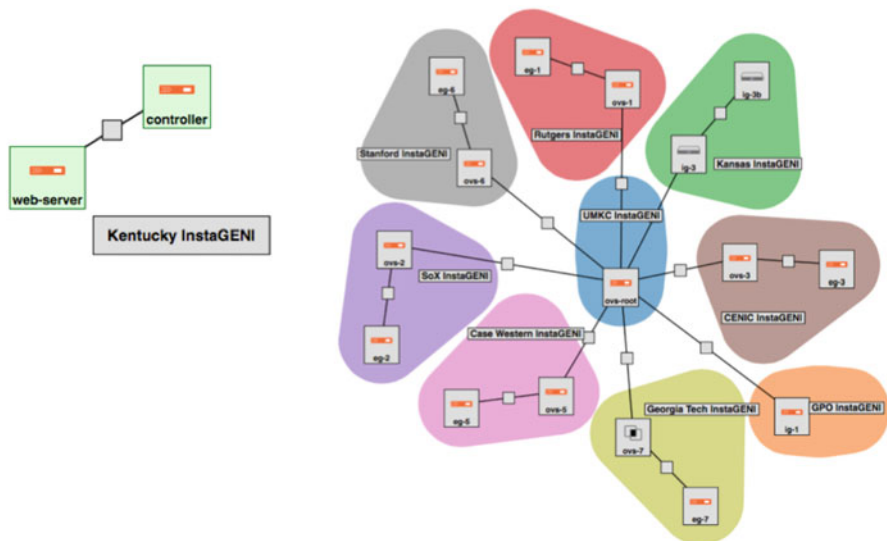 controller
web-server
Kentucky InstaGENI
eg-6
ovs-6
Stanford InstaGENI
eg-1
ovs-1
Rutgers InstaGENI
ig-3b
ig-3
Kansas InstaGENI
UMKC InstaGENI
ovs-root
ovs-2
SoX InstaGENI
eg-2
ovs-3
eg-3
CENIC InstaGENI
Case Western InstaGENI
eg-5
ovs-5
Georgia Tech InstaGENI
ovs-7
eg-7
GPO InstaGENI
ig-1